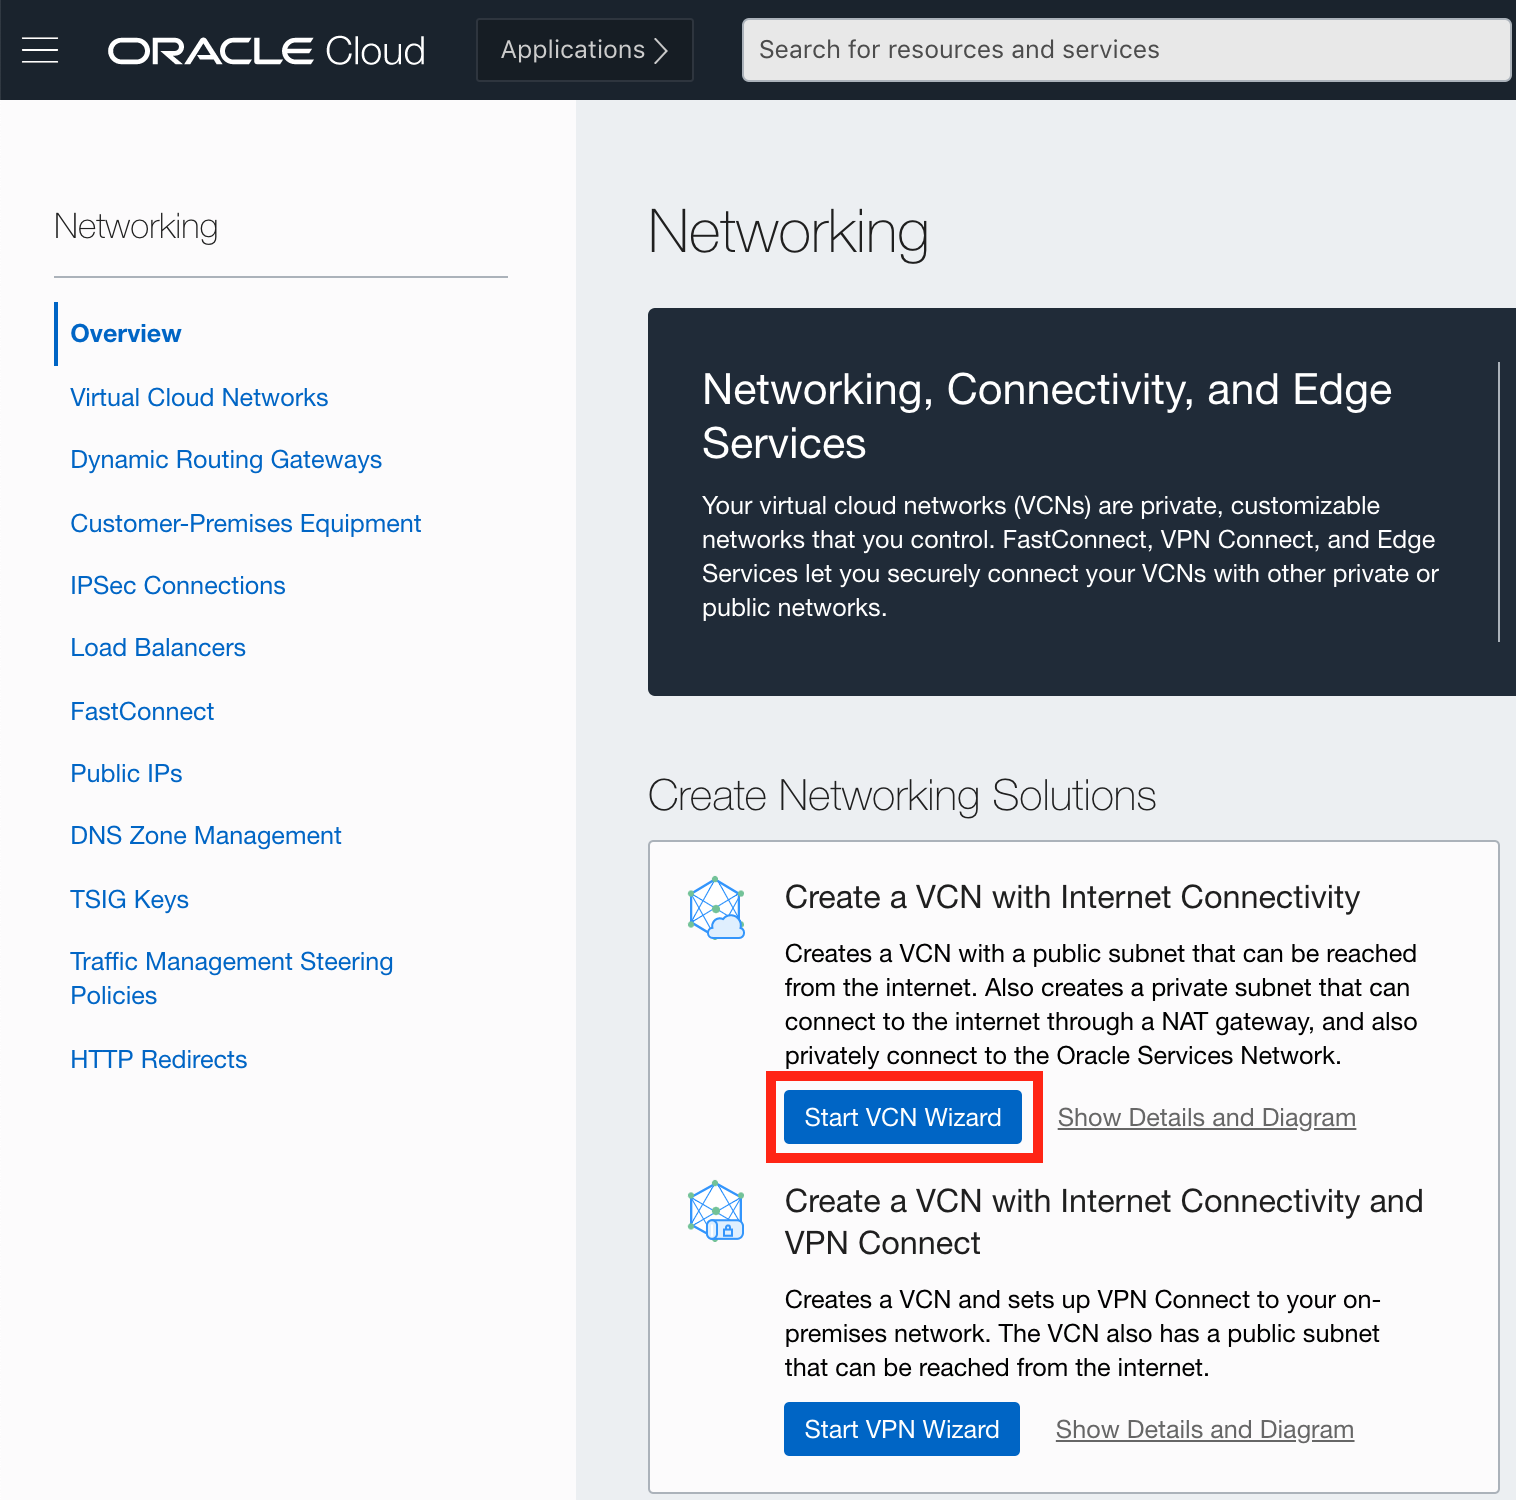 ORACLE Cloud
Applications
Search for resources and services
Networking
Overview
Virtual Cloud Networks
Dynamic Routing Gateways
Customer-Premises Equipment
IPSec Connections
Load Balancers
FastConnect
Public IPs
DNS Zone Management
TSIG Keys
Traffic Management Steering
Policies
HTTP Redirects
Networking
Networking, Connectivity, and Edge
Services
Your virtual cloud networks (VCNs) are private, customizable
networks that you control. FastConnect, VPN Connect, and Edge
Services let you securely connect your VCNs with other private or
public networks.
Create Networking Solutions
Create a VCN with Internet Connectivity
Creates a VCN with a public subnet that can be reached
from the internet. Also creates a private subnet that can
connect to the internet through a NAT gateway, and also
privately connect to the Oracle Services Network.
Start VCN Wizard
Show Details and Diagram
Create a VCN with Internet Connectivity and
VPN Connect
Creates a VCN and sets up VPN Connect to your on-
premises network. The VCN also has a public subnet
that can be reached from the internet.
Start VPN Wizard
Show Details and Diagram